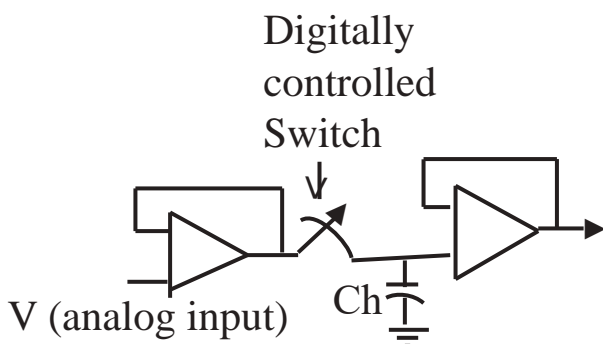 Digitally
controlled
Switch
Ch
V (analog input)